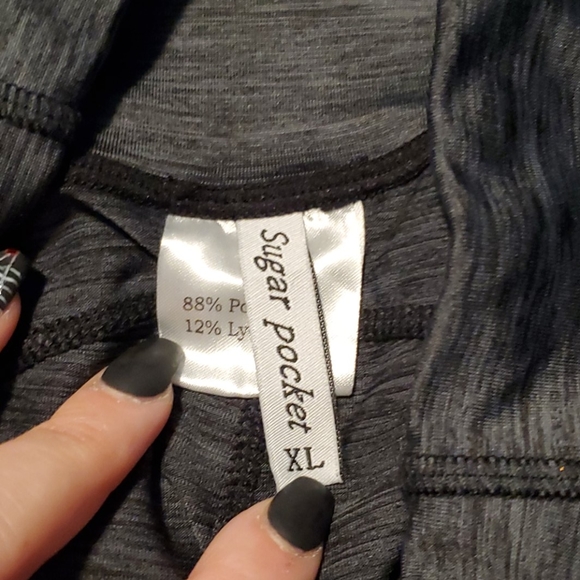 Sugar pocket
XL
88% Po
12% Ly